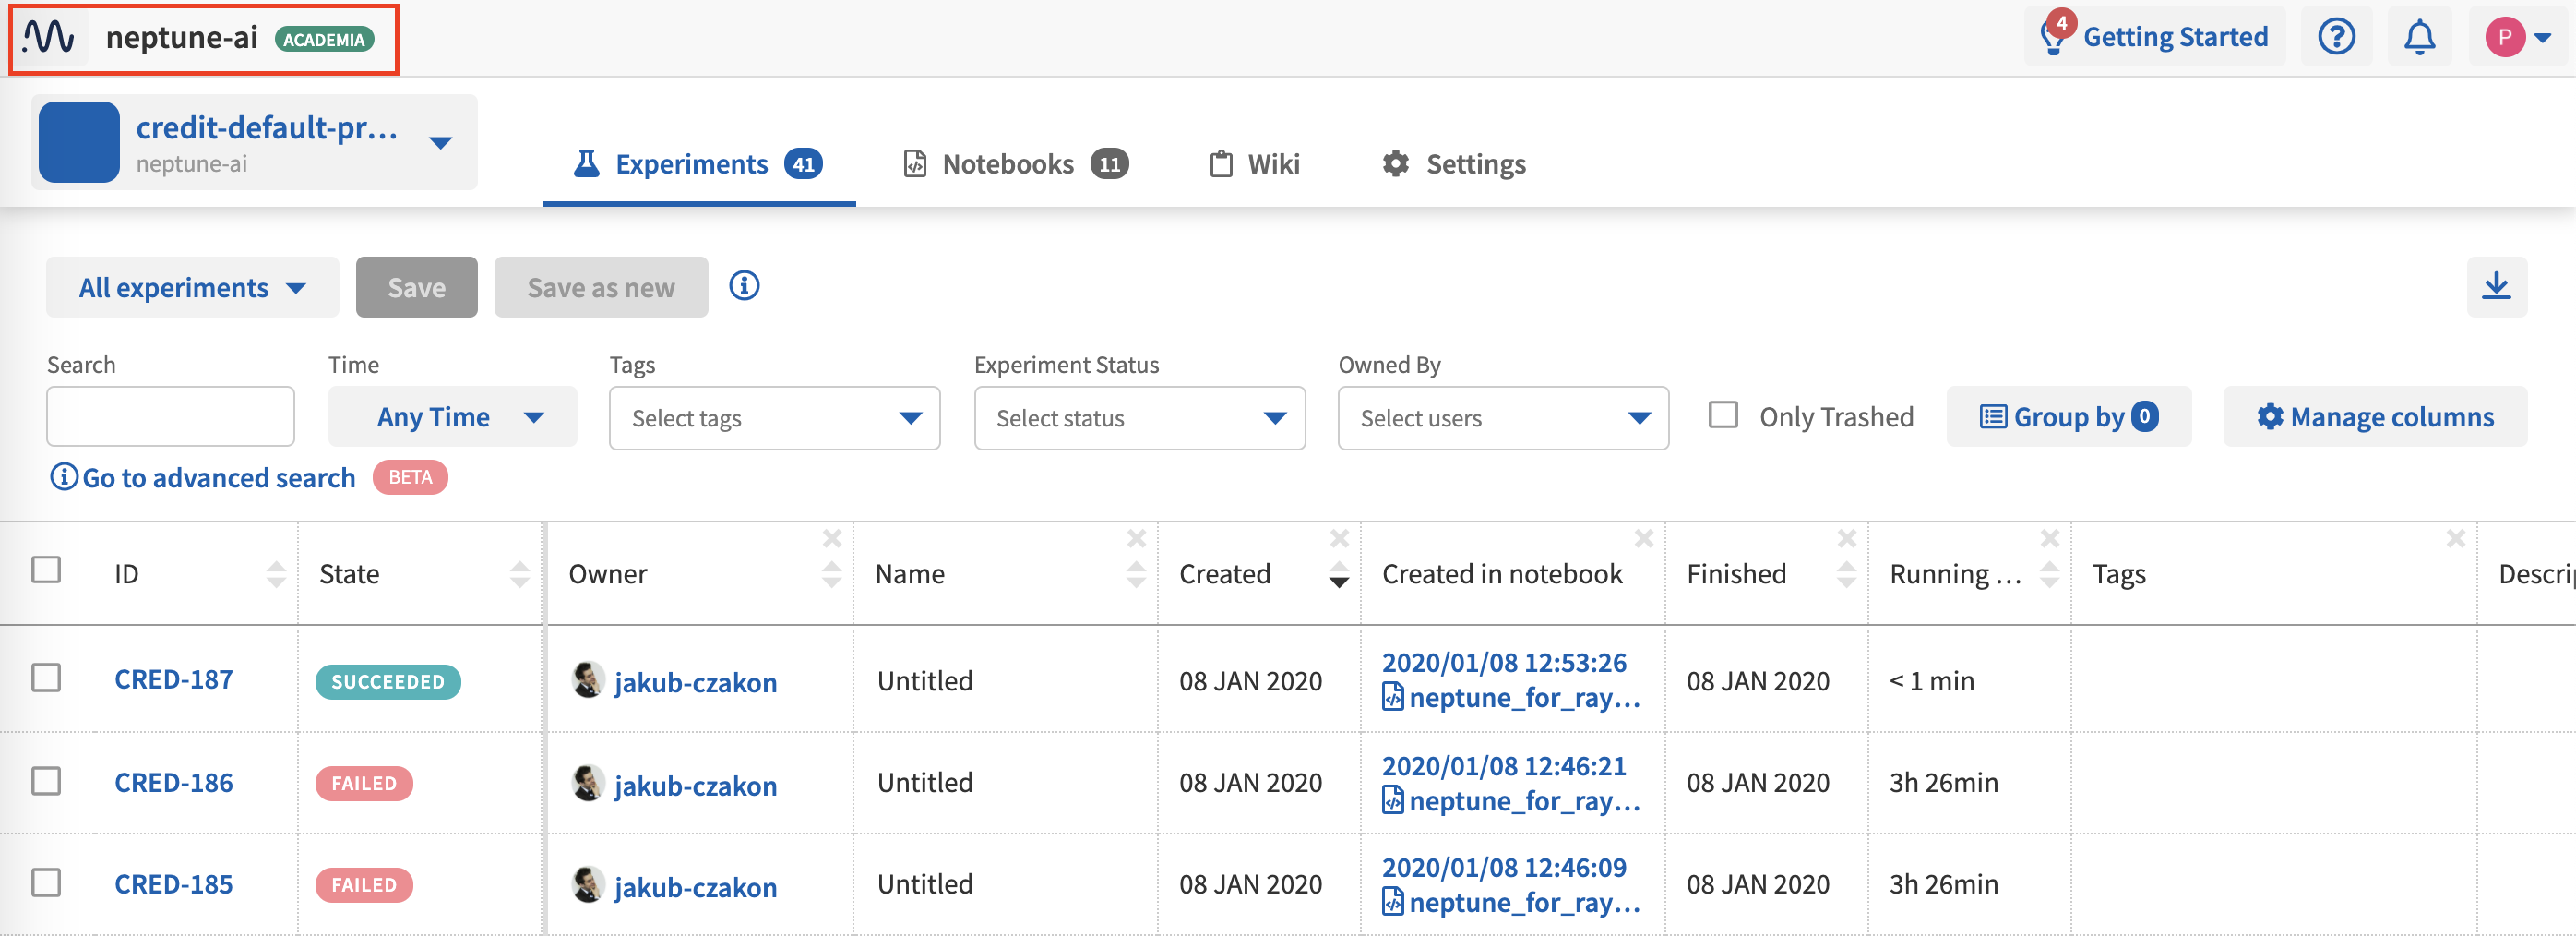 neptune-ai ACADEMIA
4 Getting Started P
credit-default-pr...
neptune-ai
Experiments 41 Notebooks 11 Wiki Settings
All experiments Save Save as new
Search Time Tags Experiment Status Owned By
Any Time Select tags Select status Select users Only Trashed Group by 0 Manage columns
Go to advanced search BETA
ID State Owner Name Created Created in notebook Finished Running ... Tags Descrip
CRED-187 SUCCEEDED jakub-czakon Untitled 08 JAN 2020 2020/01/08 12:53:26 08 JAN 2020 < 1 min
neptune_for_ray...
CRED-186 FAILED jakub-czakon Untitled 08 JAN 2020 2020/01/08 12:46:21 08 JAN 2020 3h 26min
neptune_for_ray...
CRED-185 FAILED jakub-czakon Untitled 08 JAN 2020 2020/01/08 12:46:09 08 JAN 2020 3h 26min
neptune_for_ray...